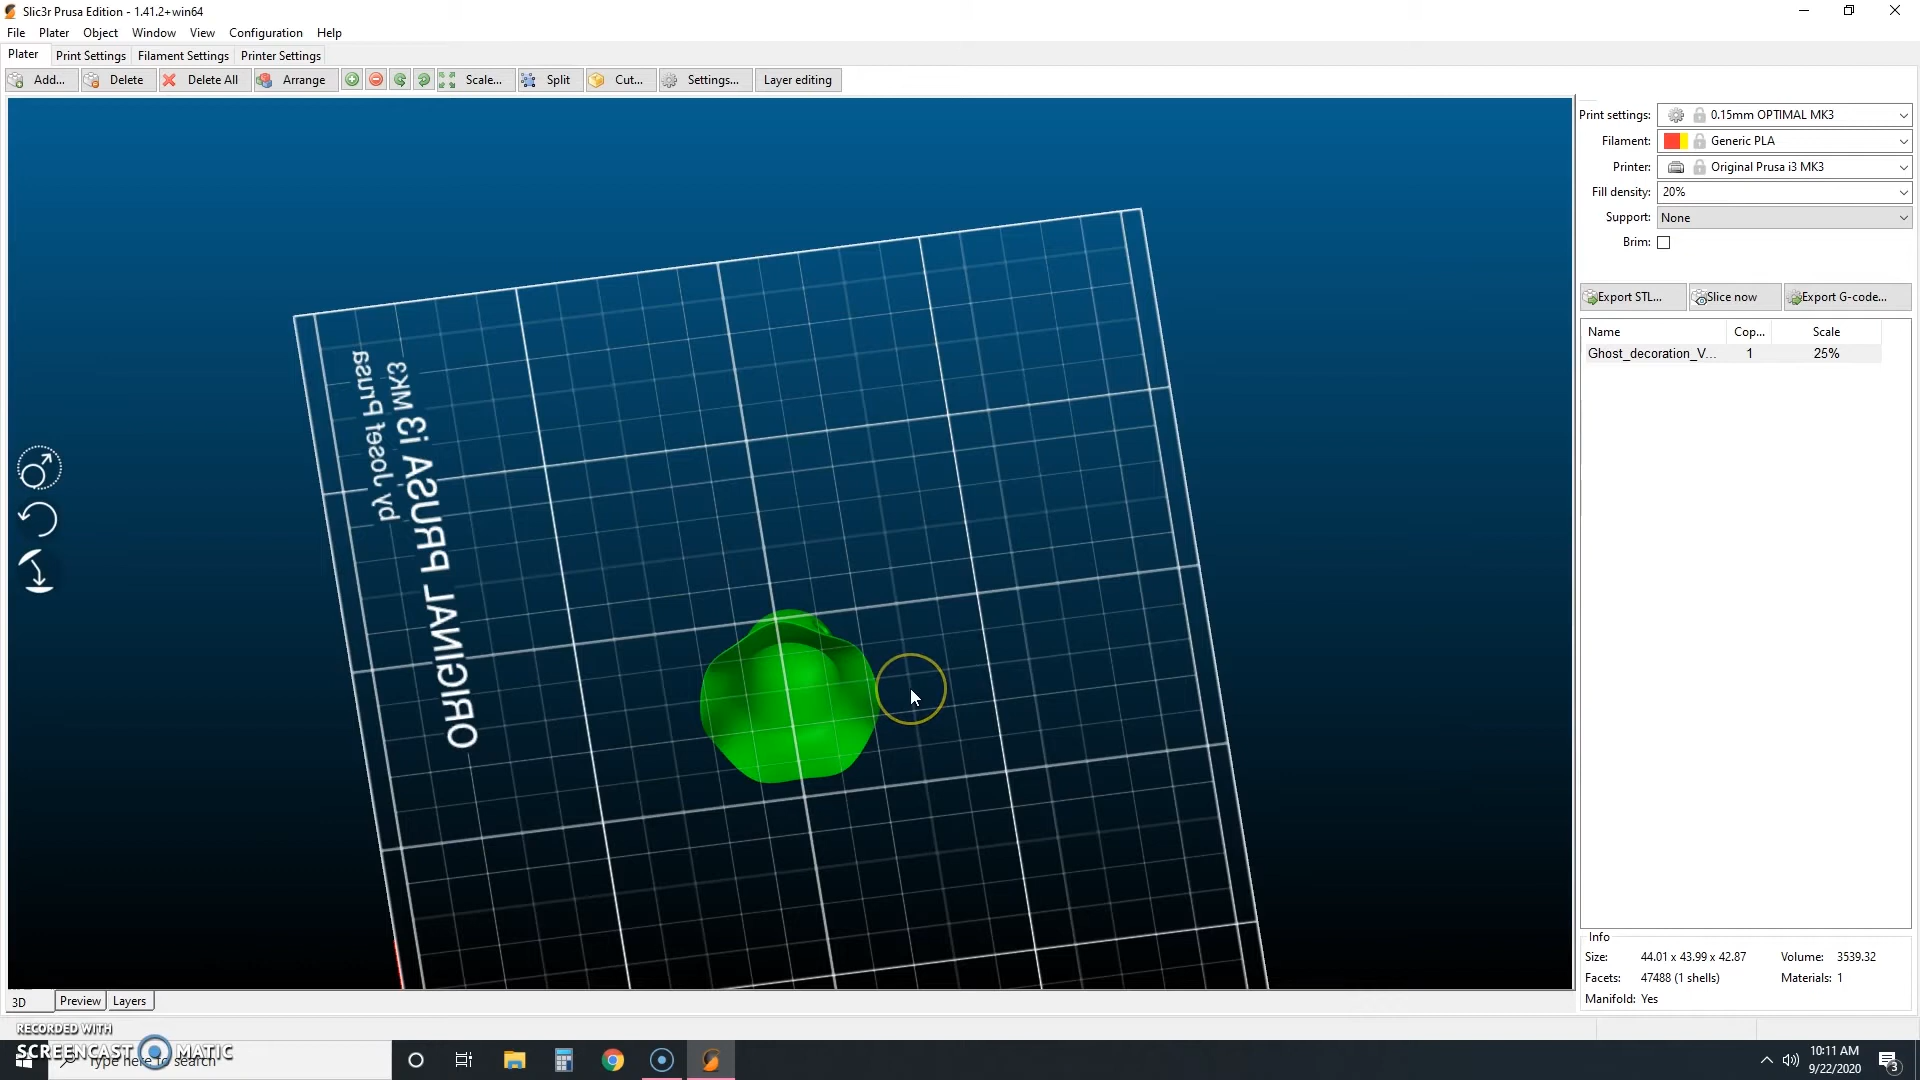 Slic3r Prusa Edition - 1.41.2+win64
File Plater Object Window View Configuration Help
Plater Print Settings Filament Settings Printer Settings
Add... Delete Delete All Arrange Scale... Split Cut... Settings... Layer editing
Print settings: 0.15mm OPTIMAL MK3
Filament: Generic PLA
Printer: Original Prusa i3 MK3
Fill density: 20%
Support: None
Brim:
Export STL... Slice now Export G-code...
Name Cop... Scale
Ghost_decoration_V... 1 25%
ORIGINAL PRUSA i3 MK3
by Josef Prusa
Info
Size: 44.01 x 43.99 x 42.87 Volume: 3539.32
Facets: 47488 (1 shells) Materials: 1
Manifold: Yes
3D Preview Layers
RECORDED WITH
SCREENCAST MATIC
Type here to search
10:11 AM
9/22/2020
3